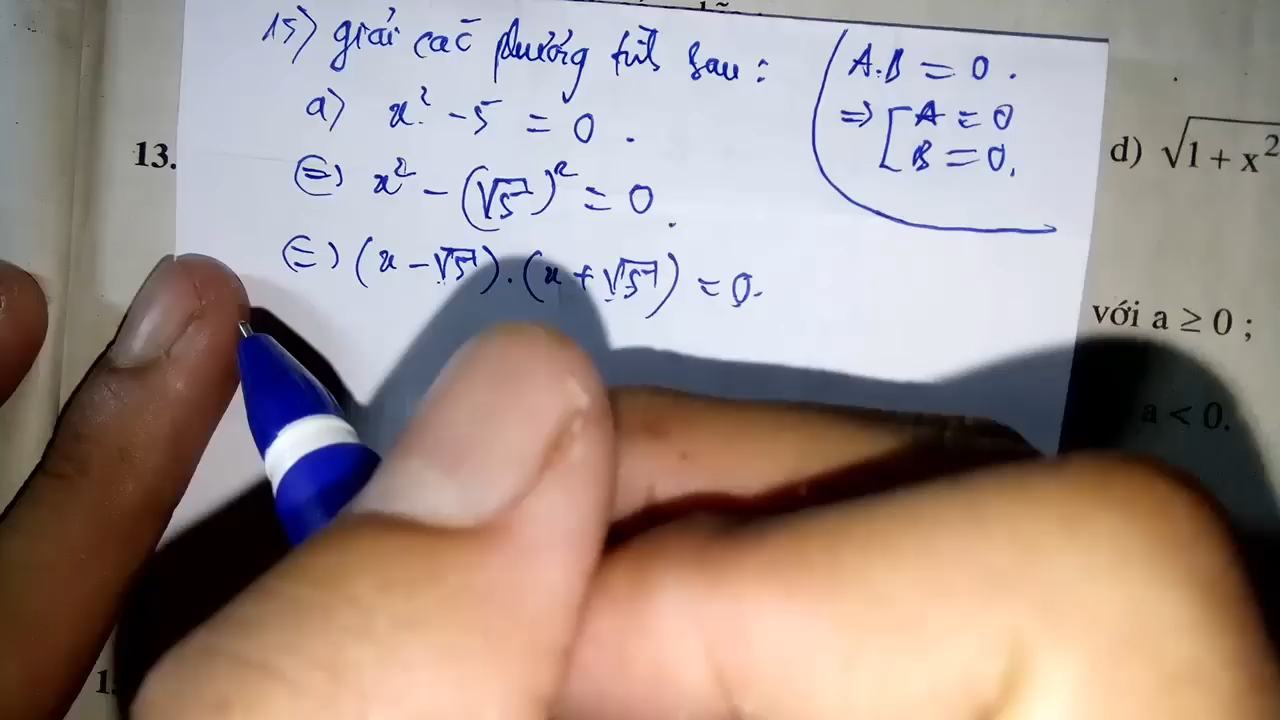 15) giải các phương trình sau :
a) x² - 5 = 0 .
(=) x² - (√5)² = 0 .
(=) (x - √5) . (x + √5) = 0 .
A.B = 0 .
=> [ A = 0
B = 0 .
13.
d) √1 + x²
với a ≥ 0 ;
a < 0.